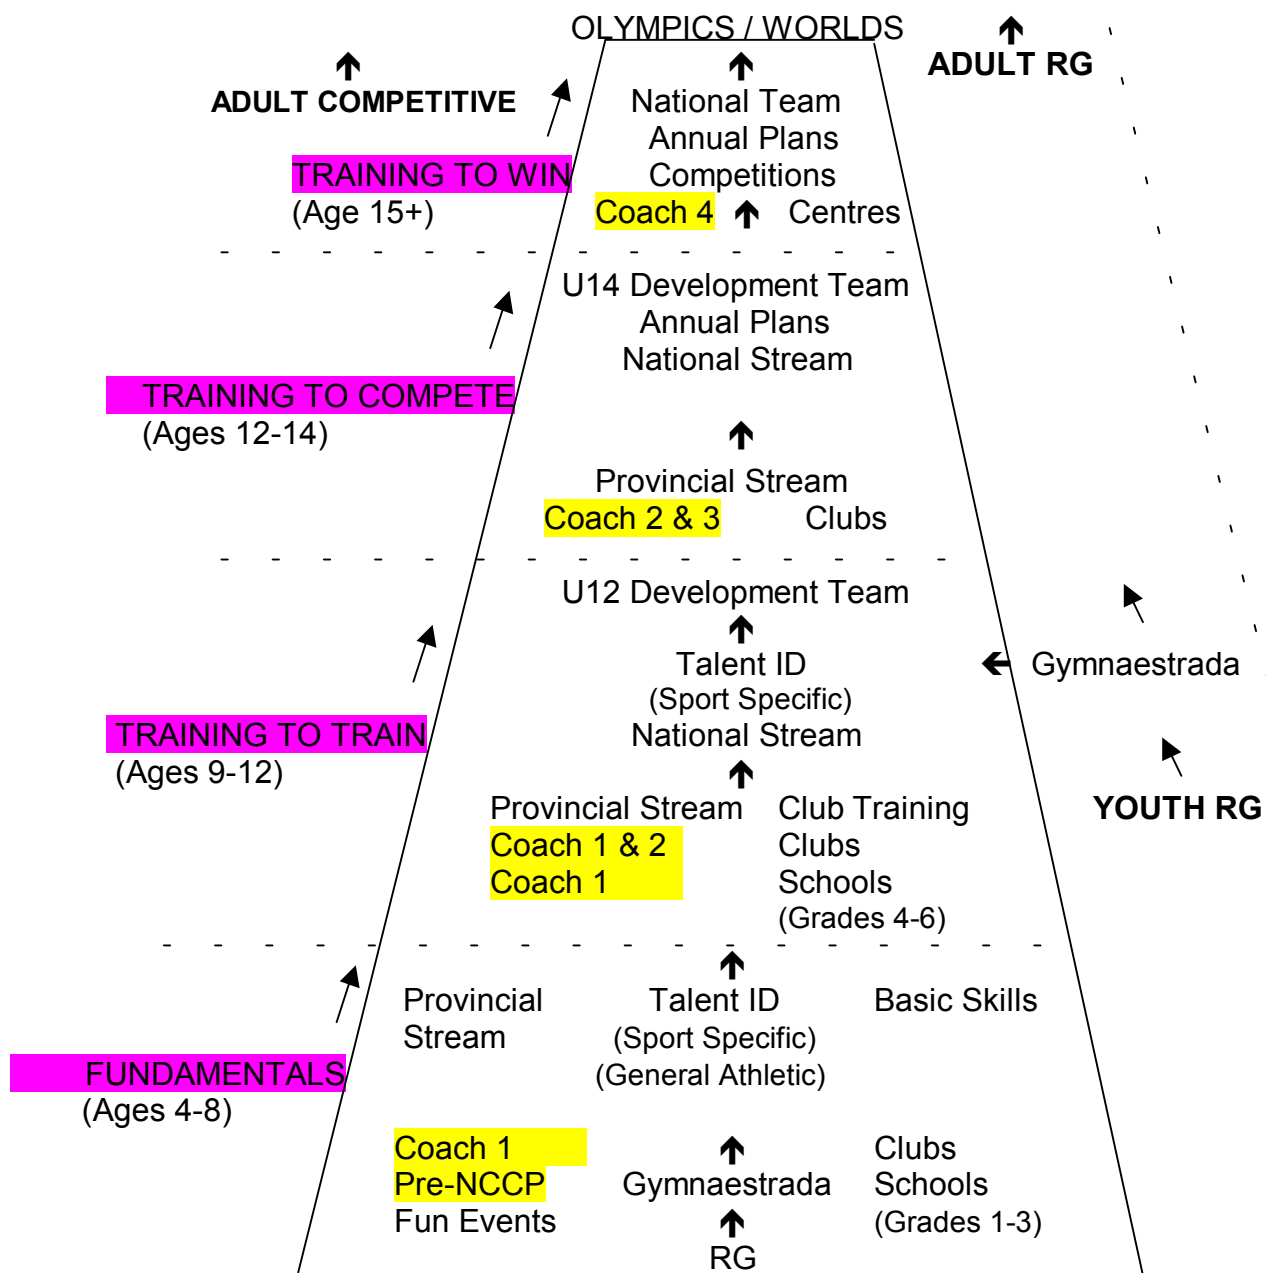 OLYMPICS / WORLDS
ADULT RG
ADULT COMPETITIVE
National Team
Annual Plans
TRAINING TO WIN
Competitions
(Age 15+)
Coach 4
Centres
U14 Development Team
Annual Plans
National Stream
TRAINING TO COMPETE
(Ages 12-14)
Provincial Stream
Coach 2 & 3
Clubs
U12 Development Team
Talent ID
Gymnaestrada
(Sport Specific)
TRAINING TO TRAIN
National Stream
(Ages 9-12)
Provincial Stream
Club Training
YOUTH RG
Coach 1 & 2
Clubs
Coach 1
Schools
(Grades 4-6)
Provincial
Talent ID
Basic Skills
Stream
(Sport Specific)
FUNDAMENTALS
(General Athletic)
(Ages 4-8)
Coach 1
Clubs
Pre-NCCP
Gymnaestrada
Schools
Fun Events
(Grades 1-3)
RG